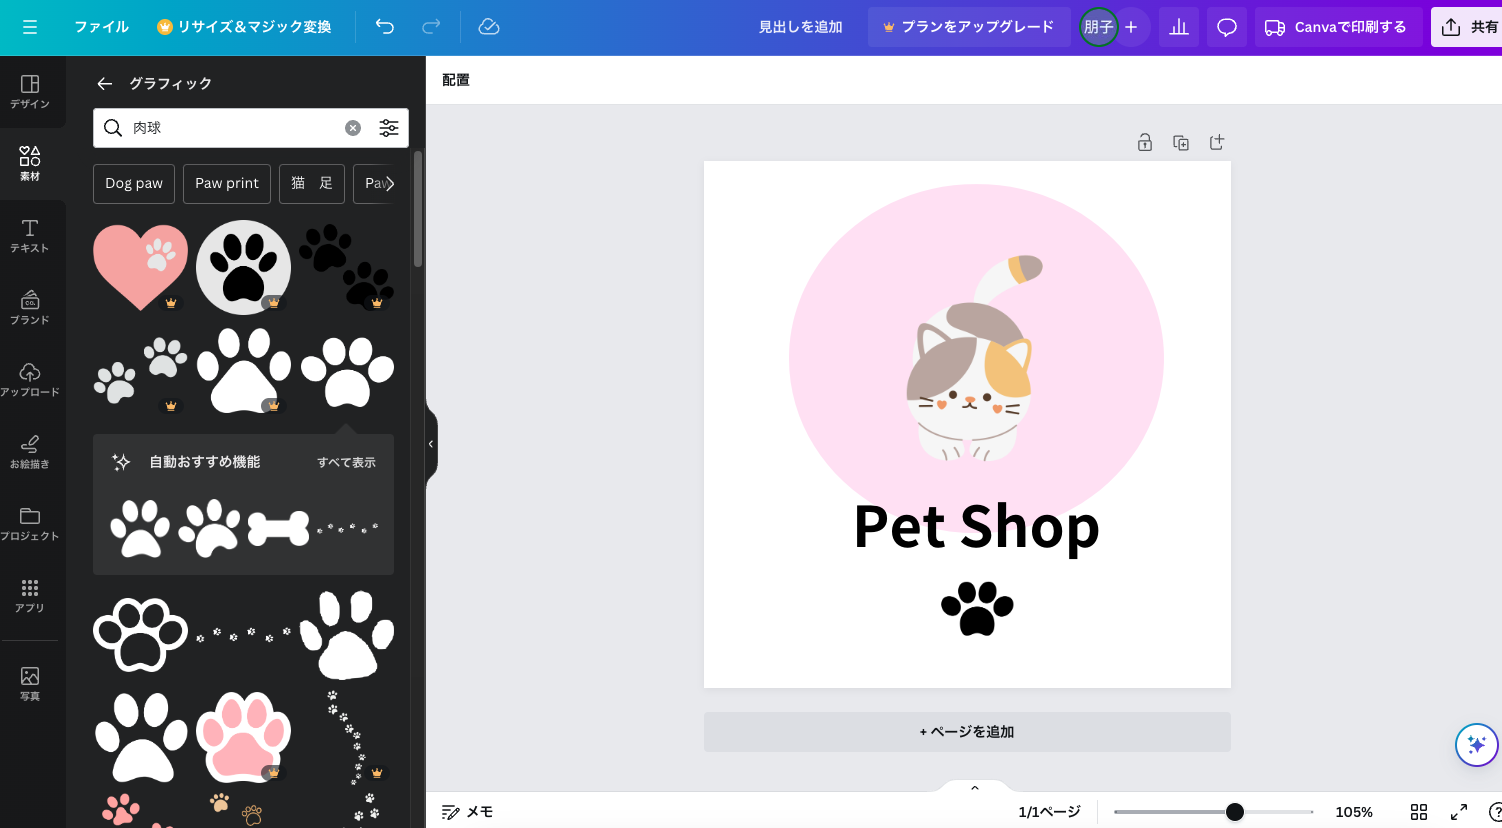 ファイル
リサイズ＆マジック変換
見出しを追加
プランをアップグレード
朋子
Canvaで印刷する
共有
デザイン
素材
テキスト
ブランド
CO.
アップロード
お絵描き
プロジェクト
アプリ
写真
グラフィック
肉球
Dog paw
Paw print
猫　足
Paw
自動おすすめ機能
すべて表示
配置
Pet Shop
+ ページを追加
メモ
1/1ページ
105%